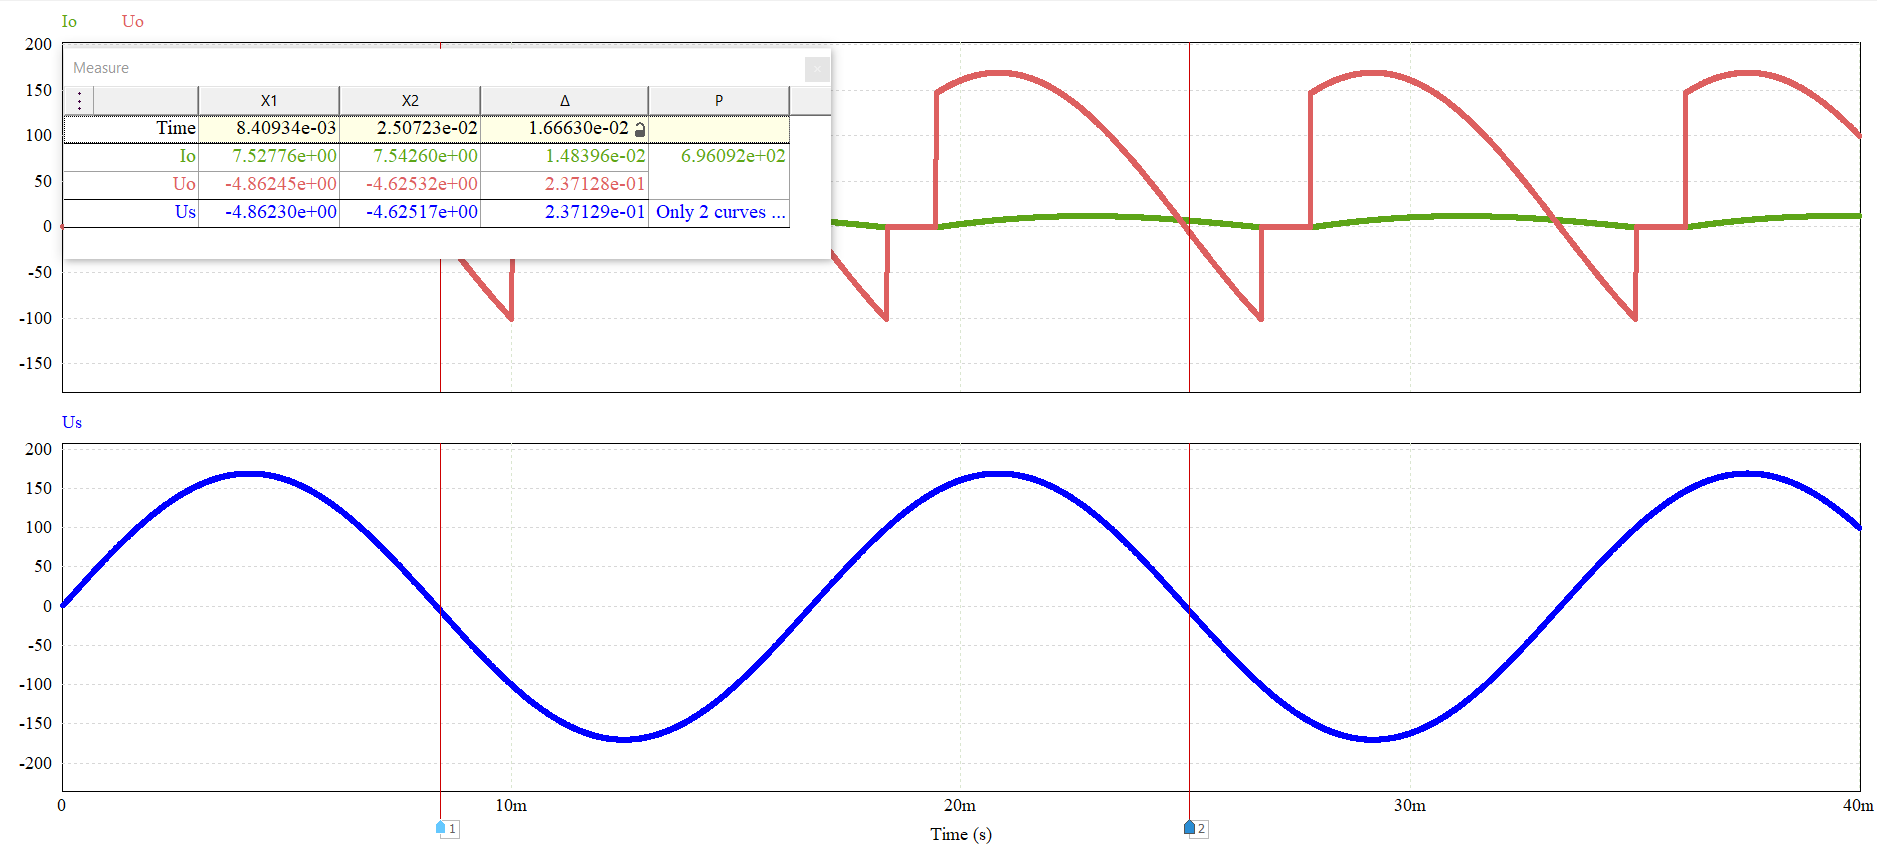 Io Uo
200
Measure
150
X1 X2 Δ P
100
Time 8.40934e-03 2.50723e-02 1.66630e-02
Io 7.52776e+00 7.54260e+00 1.48396e-02 6.96092e+02
50
Uo -4.86245e+00 -4.62532e+00 2.37128e-01
Us -4.86230e+00 -4.62517e+00 2.37129e-01 Only 2 curves ...
0
-50
-100
-150
Us
200
150
100
50
0
-50
-100
-150
-200
0 10m 20m 30m 40m
1 2
Time (s)